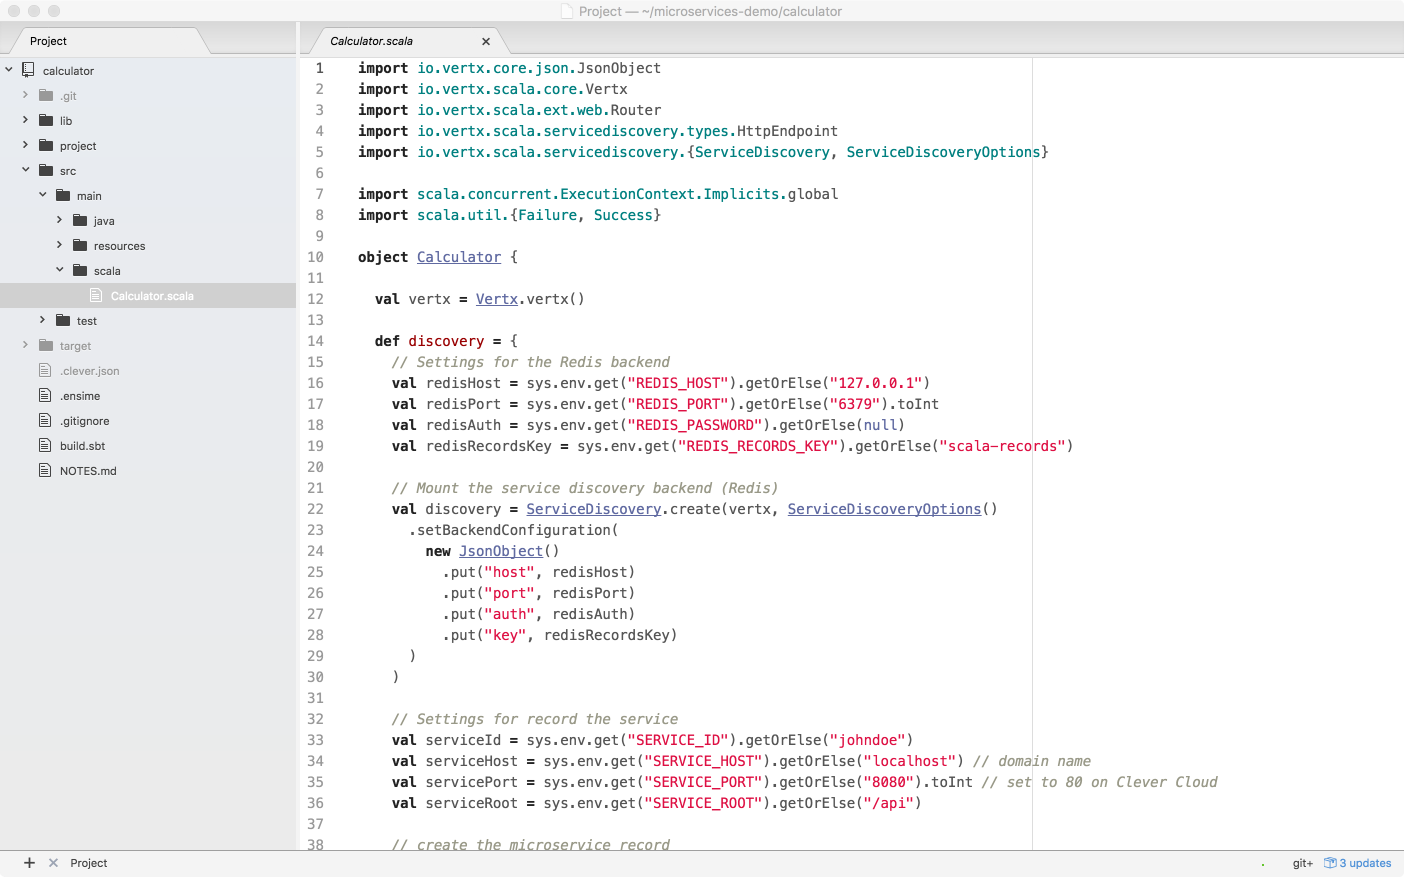 Project — ~/microservices-demo/calculator
Project
calculator
.git
lib
project
src
main
java
resources
scala
Calculator.scala
test
target
.clever.json
.ensime
.gitignore
build.sbt
NOTES.md
Calculator.scala
1 import io.vertx.core.json.JsonObject
2 import io.vertx.scala.core.Vertx
3 import io.vertx.scala.ext.web.Router
4 import io.vertx.scala.servicediscovery.types.HttpEndpoint
5 import io.vertx.scala.servicediscovery.{ServiceDiscovery, ServiceDiscoveryOptions}
6
7 import scala.concurrent.ExecutionContext.Implicits.global
8 import scala.util.{Failure, Success}
9
10 object Calculator {
11
12 val vertx = Vertx.vertx()
13
14 def discovery = {
15 // Settings for the Redis backend
16 val redisHost = sys.env.get("REDIS_HOST").getOrElse("127.0.0.1")
17 val redisPort = sys.env.get("REDIS_PORT").getOrElse("6379").toInt
18 val redisAuth = sys.env.get("REDIS_PASSWORD").getOrElse(null)
19 val redisRecordsKey = sys.env.get("REDIS_RECORDS_KEY").getOrElse("scala-records")
20
21 // Mount the service discovery backend (Redis)
22 val discovery = ServiceDiscovery.create(vertx, ServiceDiscoveryOptions()
23 .setBackendConfiguration(
24 new JsonObject()
25 .put("host", redisHost)
26 .put("port", redisPort)
27 .put("auth", redisAuth)
28 .put("key", redisRecordsKey)
29 )
30 )
31
32 // Settings for record the service
33 val serviceId = sys.env.get("SERVICE_ID").getOrElse("johndoe")
34 val serviceHost = sys.env.get("SERVICE_HOST").getOrElse("localhost") // domain name
35 val servicePort = sys.env.get("SERVICE_PORT").getOrElse("8080").toInt // set to 80 on Clever Cloud
36 val serviceRoot = sys.env.get("SERVICE_ROOT").getOrElse("/api")
37
38 // create the microservice record
Project
git+
3 updates